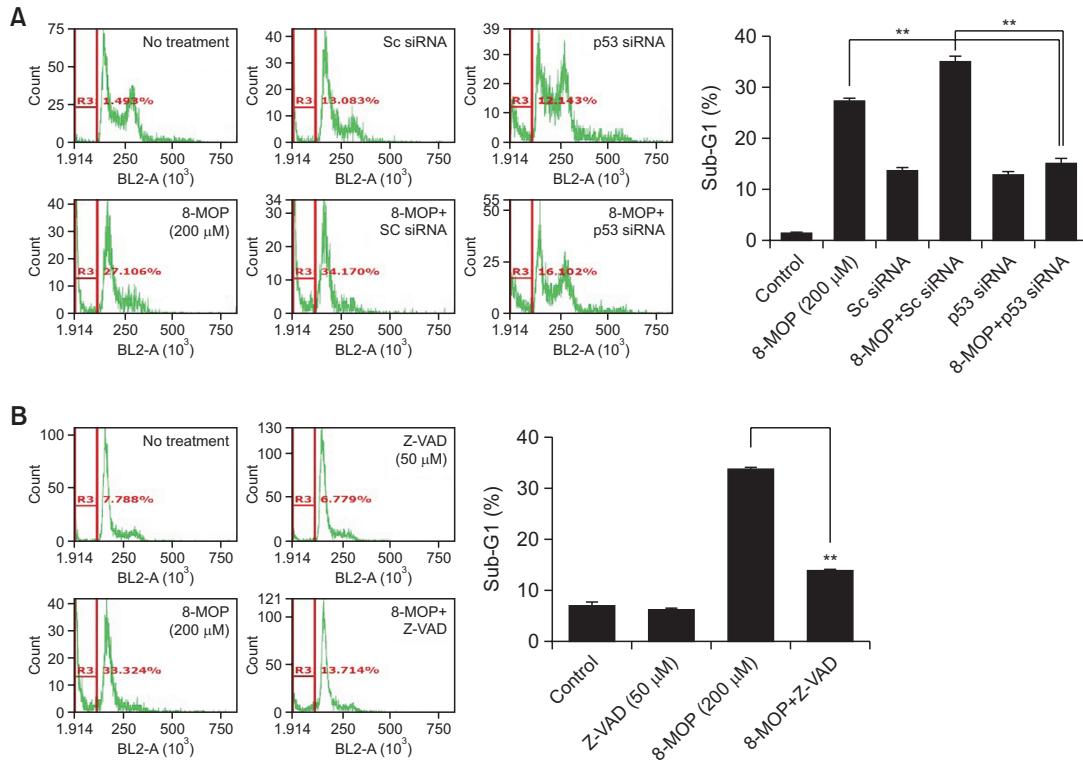 A
75
50
25
0
Count
No treatment
R3
1.493%
1.914
250
500
750
BL2-A (10³)
50
40
30
20
10
0
Count
Sc siRNA
R3
13.083%
1.914
250
500
750
BL2-A (10³)
39
30
20
10
0
Count
p53 siRNA
R3
12.143%
1.914
250
500
750
BL2-A (10³)
40
30
20
10
0
Count
8-MOP
(200 μM)
R3
27.106%
1.914
250
500
750
BL2-A (10³)
34
30
20
10
0
Count
8-MOP+
SC siRNA
R3
34.170%
1.914
250
500
750
BL2-A (10³)
55
50
25
0
Count
8-MOP+
p53 siRNA
R3
16.102%
1.914
250
500
750
BL2-A (10³)
Sub-G1 (%)
40
30
20
10
0
**
**
Control
8-MOP (200 μM)
Sc siRNA
8-MOP+Sc siRNA
p53 siRNA
8-MOP+p53 siRNA
B
100
50
0
Count
No treatment
R3
7.788%
1.914
250
500
750
BL2-A (10³)
130
100
50
0
Count
Z-VAD
(50 μM)
R3
6.779%
1.914
250
500
750
BL2-A (10³)
40
30
20
10
0
Count
8-MOP
(200 μM)
R3
33.324%
1.914
250
500
750
BL2-A (10³)
121
100
50
0
Count
8-MOP+
Z-VAD
R3
13.714%
1.914
250
500
750
BL2-A (10³)
Sub-G1 (%)
40
30
20
10
0
**
Control
Z-VAD (50 μM)
8-MOP (200 μM)
8-MOP+Z-VAD